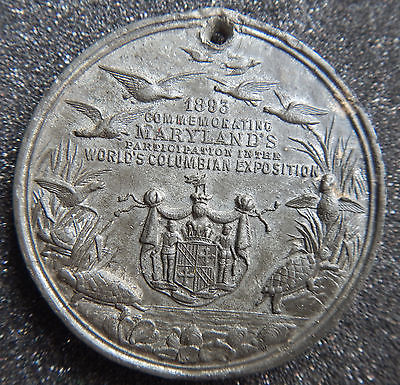 1893
COMMEMORATING
MARYLAND'S
PARTICIPATION IN THE
WORLD'S COLUMBIAN EXPOSITION